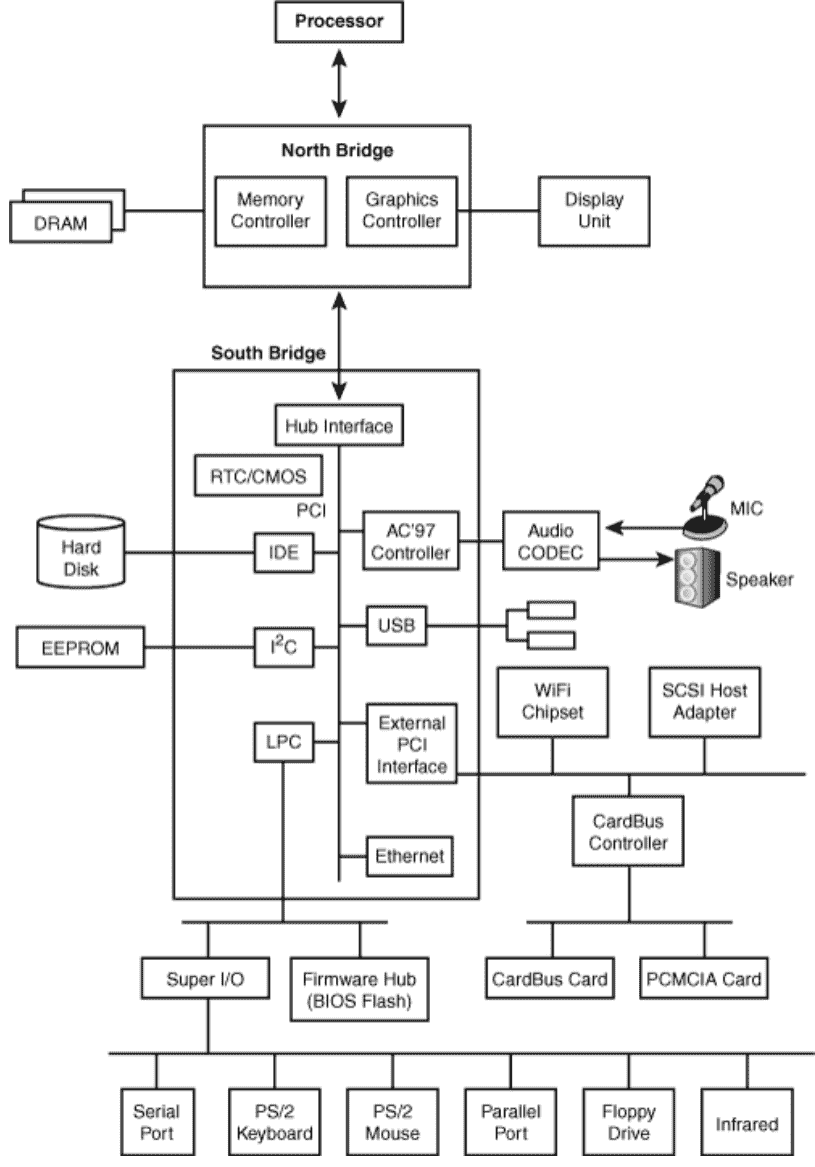 Processor
North Bridge
Memory
Controller
Graphics
Controller
DRAM
Display
Unit
South Bridge
Hub Interface
RTC/CMOS
PCI
Hard
Disk
IDE
AC'97
Controller
Audio
CODEC
MIC
Speaker
EEPROM
I²C
USB
LPC
External
PCI
Interface
WiFi
Chipset
SCSI Host
Adapter
CardBus
Controller
Ethernet
Super I/O
Firmware Hub
(BIOS Flash)
CardBus Card
PCMCIA Card
Serial
Port
PS/2
Keyboard
PS/2
Mouse
Parallel
Port
Floppy
Drive
Infrared